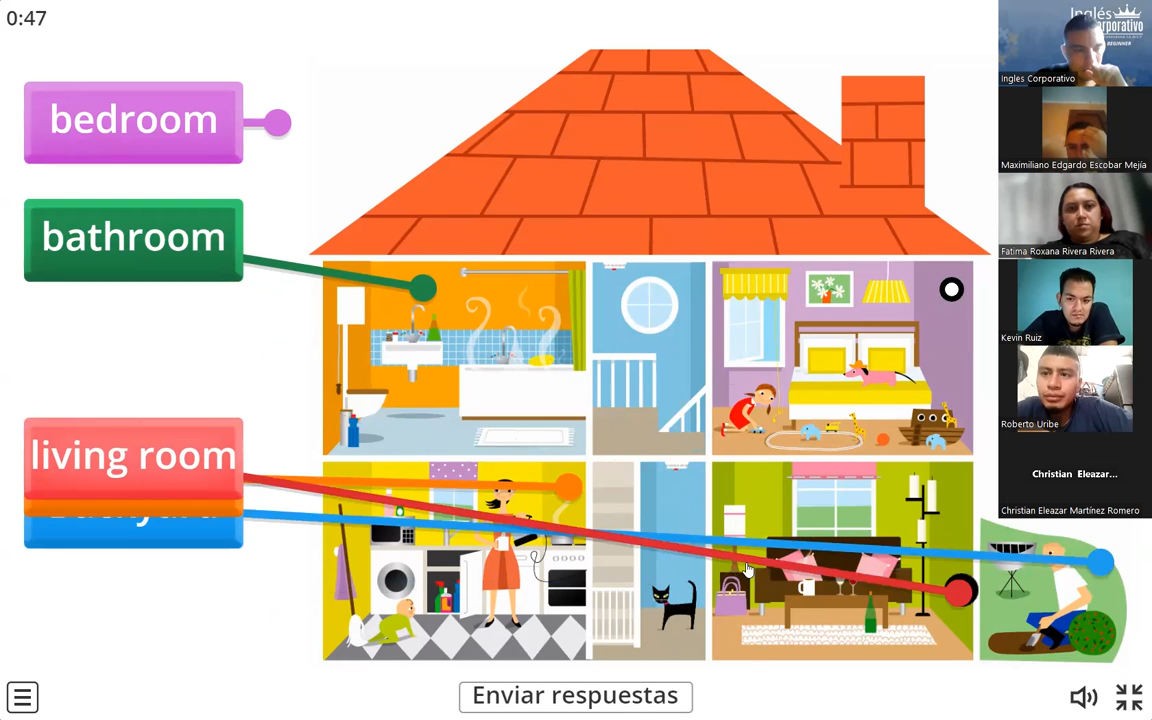 0:47
bedroom
bathroom
living room
Enviar respuestas
Inglés
BEGINNER
Ingles Corporativo
Maximiliano Edgardo Escobar Mejía
Fatima Roxana Rivera Rivera
Kevin Ruiz
Roberto Uribe
Christian Eleazar...
Christian Eleazar Martínez Romero